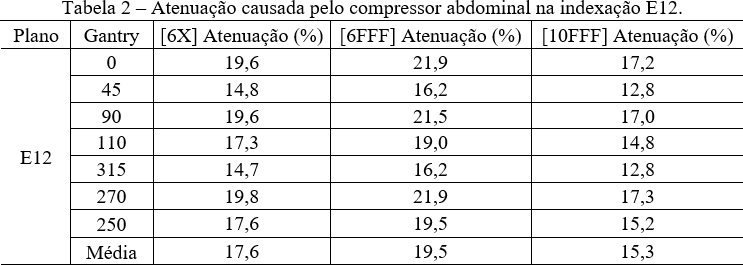 Tabela 2 – Atenuação causada pelo compressor abdominal na indexação E12.
Plano Gantry [6X] Atenuação (%) [6FFF] Atenuação (%) [10FFF] Atenuação (%)
0 19,6 21,9 17,2
45 14,8 16,2 12,8
90 19,6 21,5 17,0
110 17,3 19,0 14,8
E12
315 14,7 16,2 12,8
270 19,8 21,9 17,3
250 17,6 19,5 15,2
Média 17,6 19,5 15,3